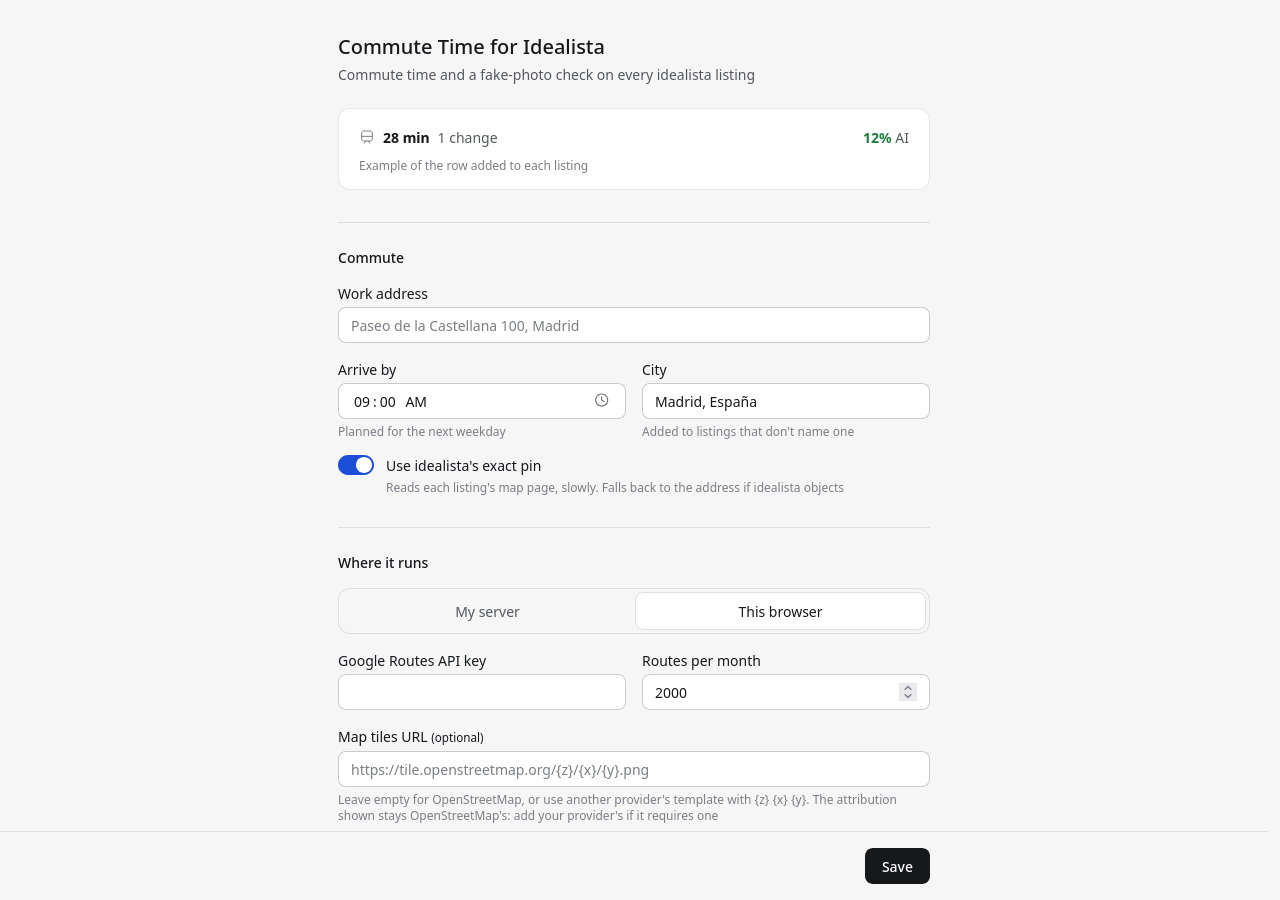 Commute Time for Idealista
Commute time and a fake-photo check on every idealista listing
28 min 1 change 12% AI
Example of the row added to each listing
Commute
Work address
Paseo de la Castellana 100, Madrid
Arrive by City
09:00 AM Madrid, España
Planned for the next weekday Added to listings that don't name one
Use idealista's exact pin
Reads each listing's map page, slowly. Falls back to the address if idealista objects
Where it runs
My server This browser
Google Routes API key Routes per month
2000
Map tiles URL (optional)
https://tile.openstreetmap.org/{z}/{x}/{y}.png
Leave empty for OpenStreetMap, or use another provider's template with {z} {x} {y}. The attribution
shown stays OpenStreetMap's: add your provider's if it requires one
Save